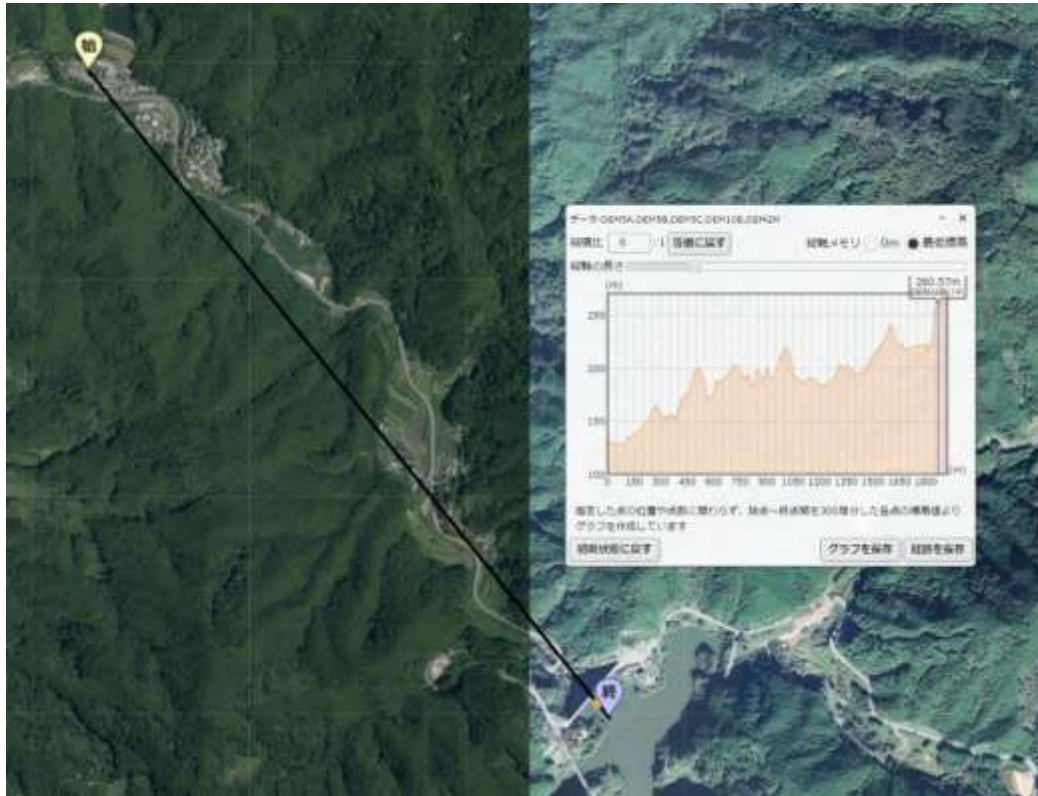 始
データ:DEM5A,DEM5B,DEM5C,DEM10B,DEMGM
縦横比 6 :1 等価に戻す 縦軸メモリ 0m 最低標高
縦軸の長さ
(m)
260.57m
250
200
150
100
(m)
0 150 300 450 600 750 900 1050 1200 1350 1500 1650 1800
指定した点の位置や点数に関わらず、始点~終点間を300等分した各点の標高値より
グラフを作成しています
初期状態に戻す グラフを保存 経路を保存
終